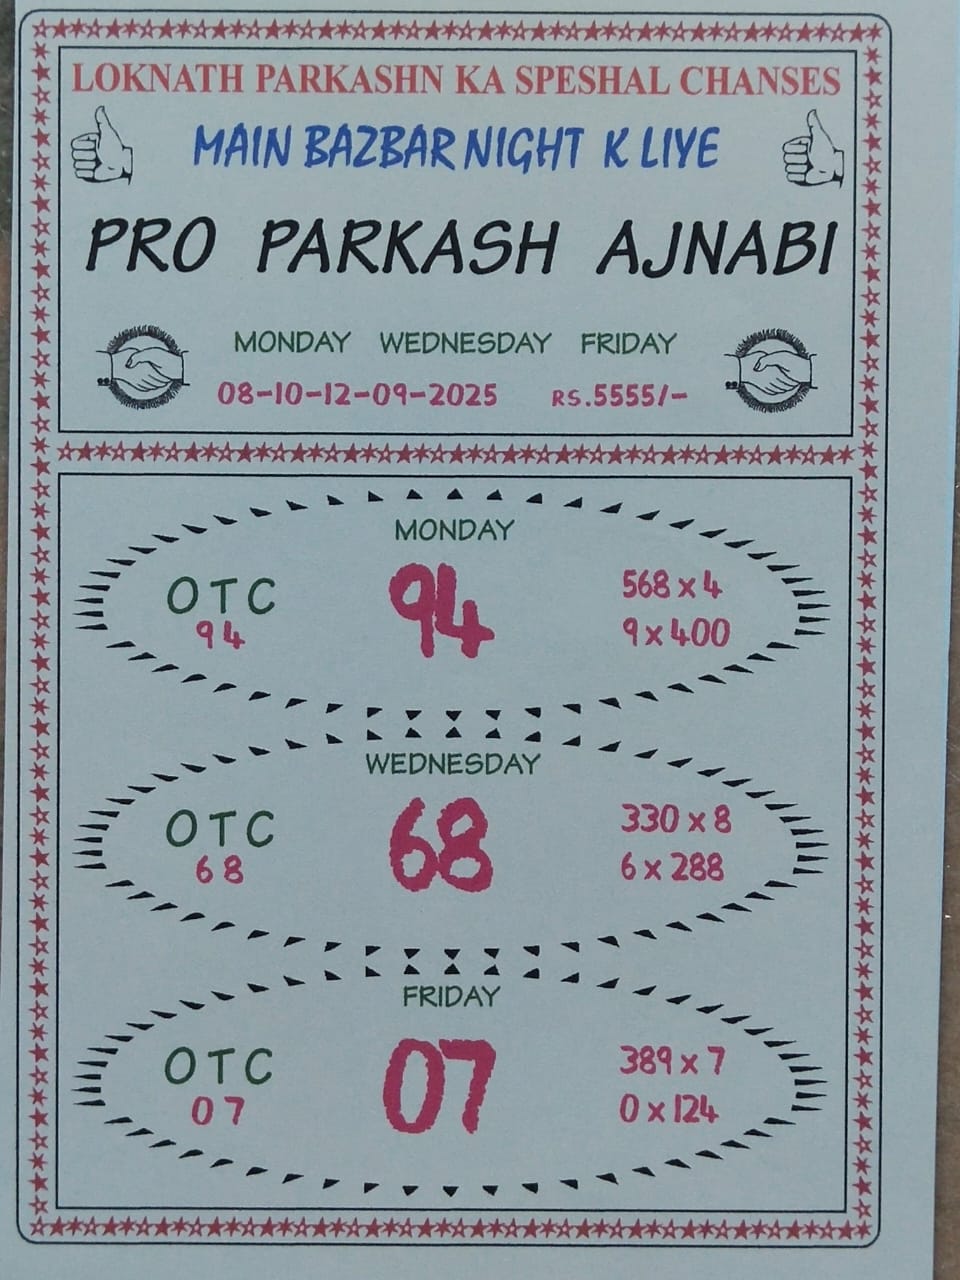 LOKNATH PARKASHN KA SPESHAL CHANSES
MAIN BAZBAR NIGHT K LIYE
PRO PARKASH AJNABI
MONDAY WEDNESDAY FRIDAY
08-10-12-09-2025 RS.5555/-
MONDAY
OTC
94
94
568 x 4
9 x 400
WEDNESDAY
OTC
68
68
330 x 8
6 x 288
FRIDAY
OTC
07
07
389 x 7
0 x 124